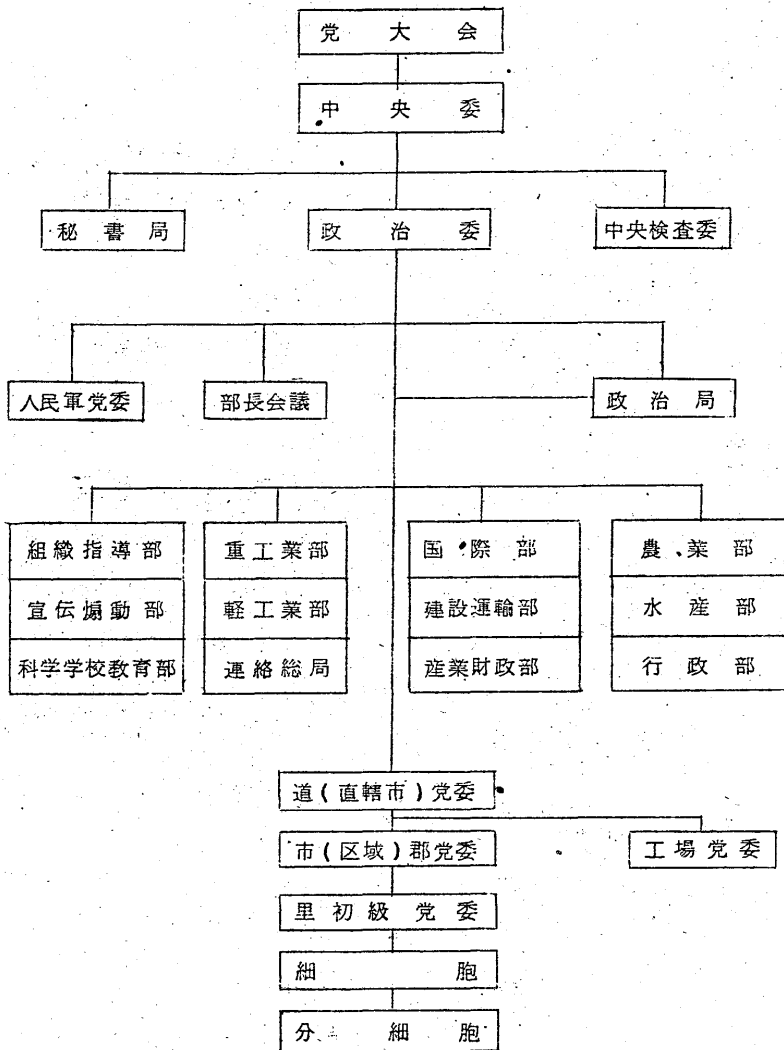 党大会
中央委
秘書局 政治委 中央検査委
人民軍党委 部長会議 政治局
組織指導部 重工業部 国際部 農業部
宣伝煽動部 軽工業部 建設運輸部 水産部
科学学校教育部 連絡総局 産業財政部 行政部
道(直轄市)党委
市(区域)郡党委 工場党委
里初級党委
細胞
分細胞